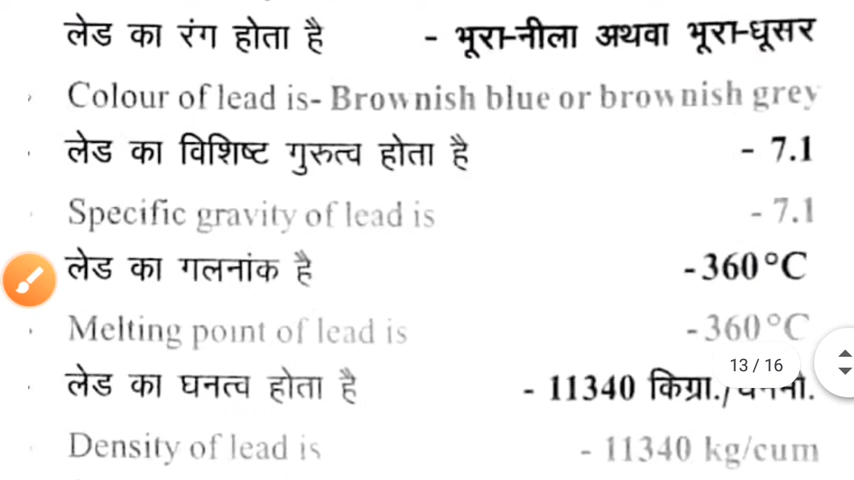 लेड का रंग होता है - भूरा-नीला अथवा भूरा-धूसर
Colour of lead is- Brownish blue or brownish grey
लेड का विशिष्ट गुरुत्व होता है - 7.1
Specific gravity of lead is - 7.1
लेड का गलनांक है -360°C
Melting point of lead is -360°C
13 / 16
लेड का घनत्व होता है - 11340 किग्रा./
Density of lead is - 11340 kg/cum